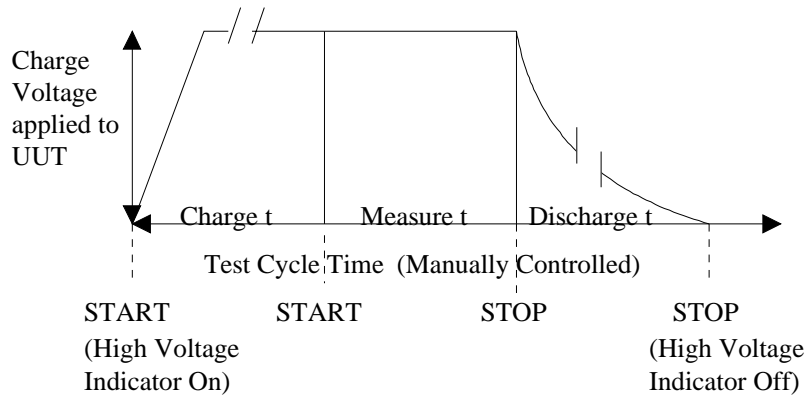 Charge
Voltage
applied to
UUT
Charge t
Measure t
Discharge t
Test Cycle Time (Manually Controlled)
START
(High Voltage
Indicator On)
START
STOP
STOP
(High Voltage
Indicator Off)